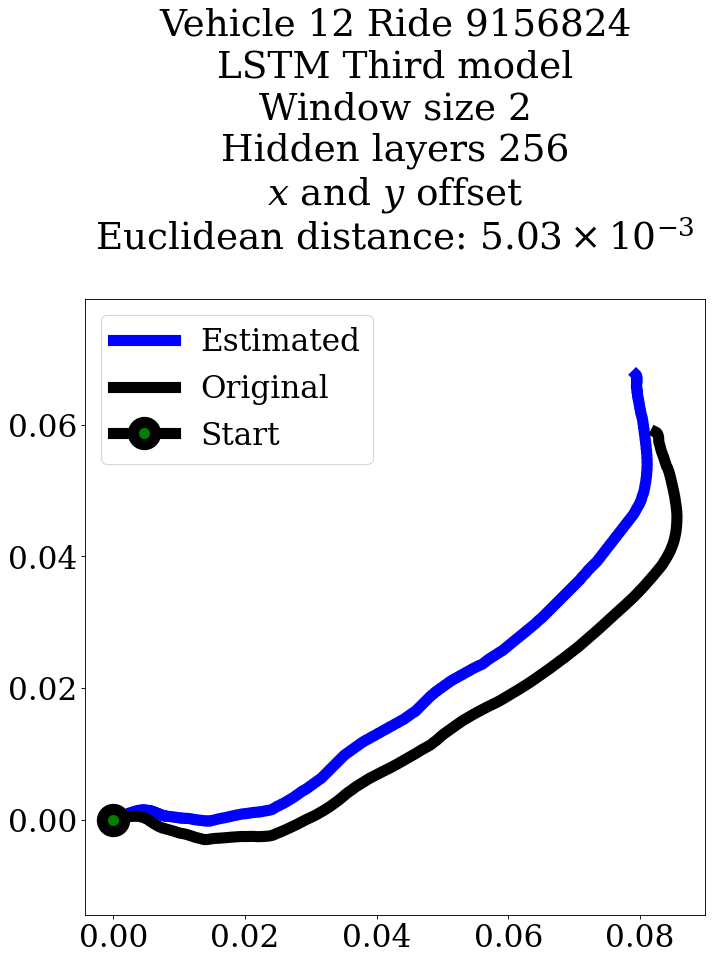 Vehicle 12 Ride 9156824
LSTM Third model
Window size 2
Hidden layers 256
x and y offset
Euclidean distance: 5.03 × 10⁻³
Estimated
Original
Start
0.06
0.04
0.02
0.00
0.00 0.02 0.04 0.06 0.08